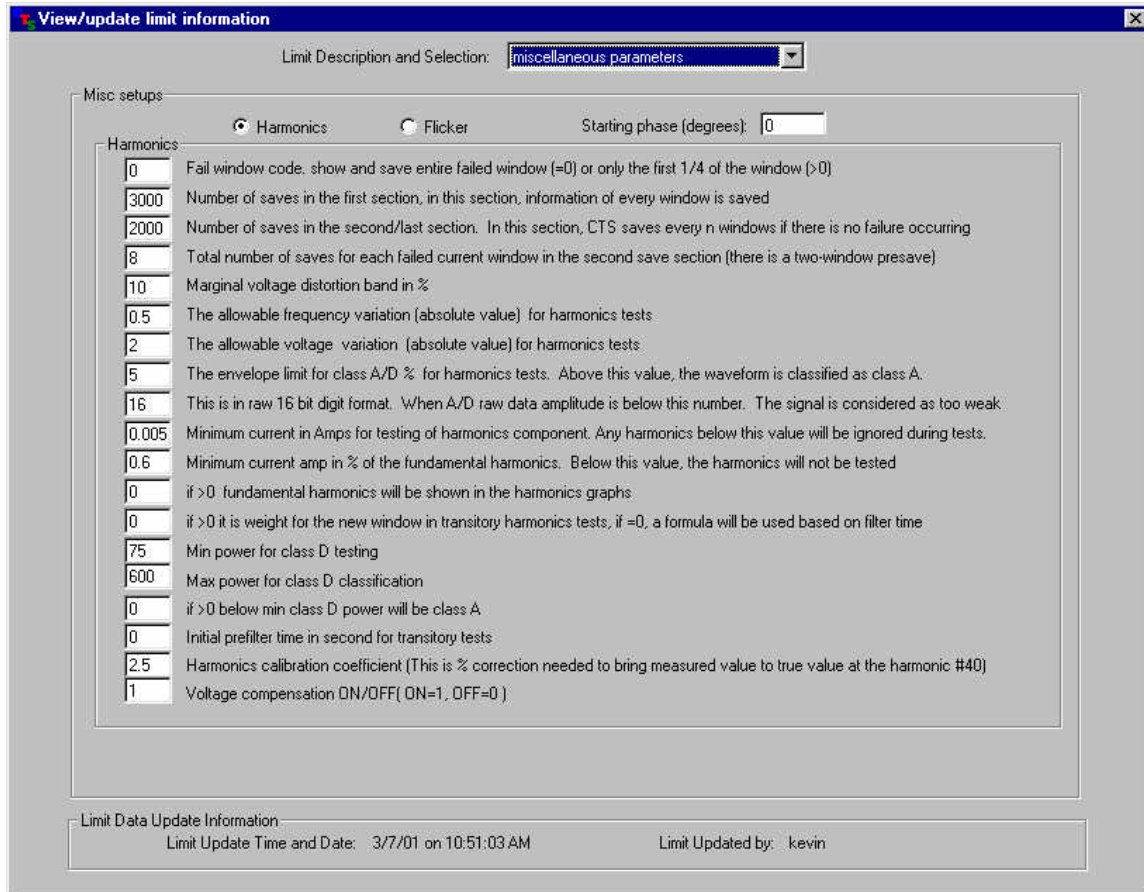 View/update limit information
Limit Description and Selection: miscellaneous parameters
Misc setups
Harmonics Flicker Starting phase (degrees): 0
Harmonics
0 Fail window code. show and save entire failed window (=0) or only the first 1/4 of the window (>0)
3000 Number of saves in the first section, in this section, information of every window is saved
2000 Number of saves in the second/last section. In this section, CTS saves every n windows if there is no failure occurring
8 Total number of saves for each failed current window in the second save section (there is a two-window presave)
10 Marginal voltage distortion band in %
0.5 The allowable frequency variation (absolute value) for harmonics tests
2 The allowable voltage variation (absolute value) for harmonics tests
5 The envelope limit for class A/D % for harmonics tests. Above this value, the waveform is classified as class A.
16 This is in raw 16 bit digit format. When A/D raw data amplitude is below this number. The signal is considered as too weak
0.005 Minimum current in Amps for testing of harmonics component. Any harmonics below this value will be ignored during tests.
0.6 Minimum current amp in % of the fundamental harmonics. Below this value, the harmonics will not be tested
0 if >0 fundamental harmonics will be shown in the harmonics graphs
0 if >0 it is weight for the new window in transitory harmonics tests, if =0, a formula will be used based on filter time
75 Min power for class D testing
600 Max power for class D classification
0 if >0 below min class D power will be class A
0 Initial prefilter time in second for transitory tests
2.5 Harmonics calibration coefficient (This is % correction needed to bring measured value to true value at the harmonic #40)
1 Voltage compensation ON/OFF( ON=1, OFF=0 )
Limit Data Update Information
Limit Update Time and Date: 3/7/01 on 10:51:03 AM Limit Updated by: kevin